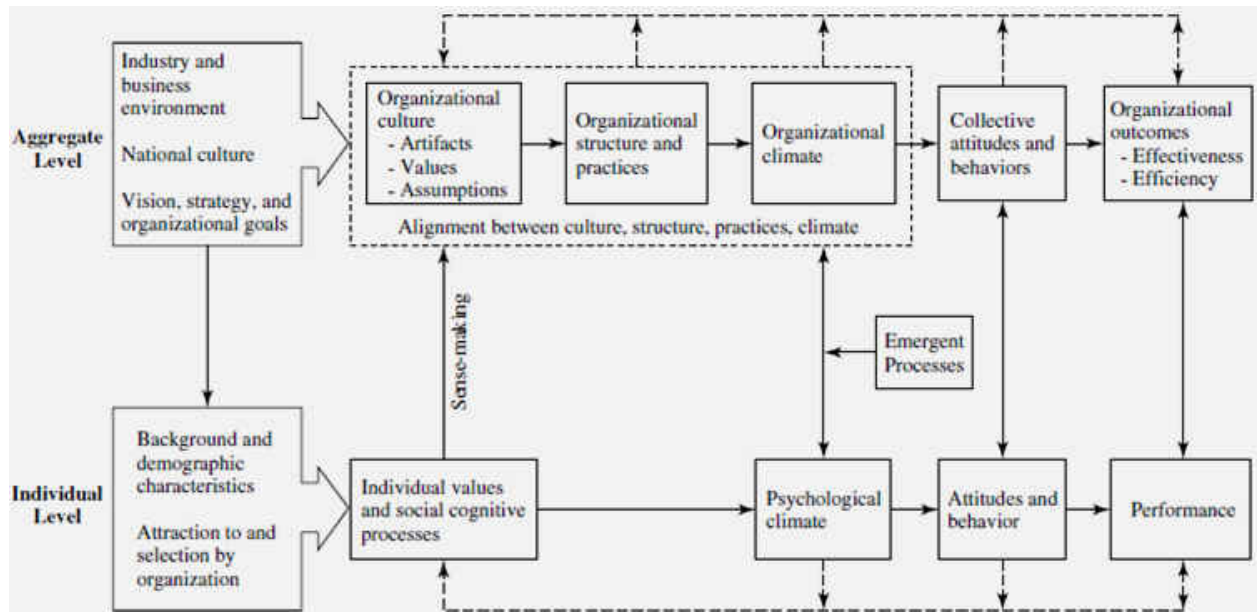 Industry and
business
environment
National culture
Vision, strategy, and
organizational goals
Aggregate
Level
Organizational
culture
- Artifacts
- Values
- Assumptions
Organizational
structure and
practices
Organizational
climate
Alignment between culture, structure, practices, climate
Collective
attitudes and
behaviors
Organizational
outcomes
- Effectiveness
- Efficiency
Sense-making
Emergent
Processes
Individual
Level
Background and
demographic
characteristics
Attraction to and
selection by
organization
Individual values
and social cognitive
processes
Psychological
climate
Attitudes and
behavior
Performance